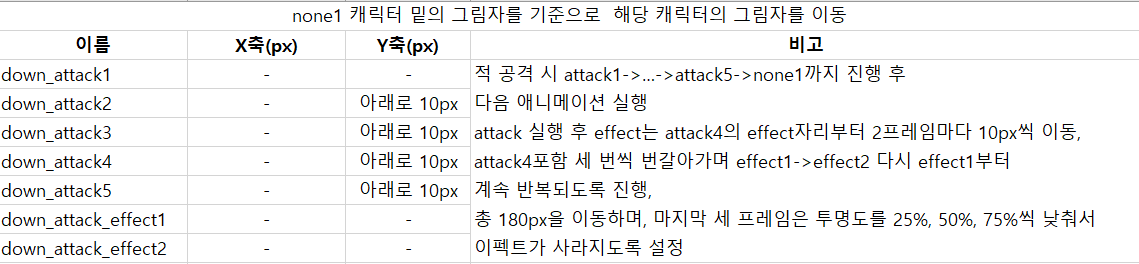 none1 캐릭터 밑의 그림자를 기준으로 해당 캐릭터의 그림자를 이동
이름 X축(px) Y축(px) 비고
down_attack1 - - 적 공격 시 attack1->...->attack5->none1까지 진행 후
down_attack2 - 아래로 10px 다음 애니메이션 실행
down_attack3 - 아래로 10px attack 실행 후 effect는 attack4의 effect자리부터 2프레임마다 10px씩 이동,
down_attack4 - 아래로 10px attack4포함 세 번씩 번갈아가며 effect1->effect2 다시 effect1부터
down_attack5 - 아래로 10px 계속 반복되도록 진행,
down_attack_effect1 - - 총 180px을 이동하며, 마지막 세 프레임은 투명도를 25%, 50%, 75%씩 낮춰서
down_attack_effect2 - - 이펙트가 사라지도록 설정